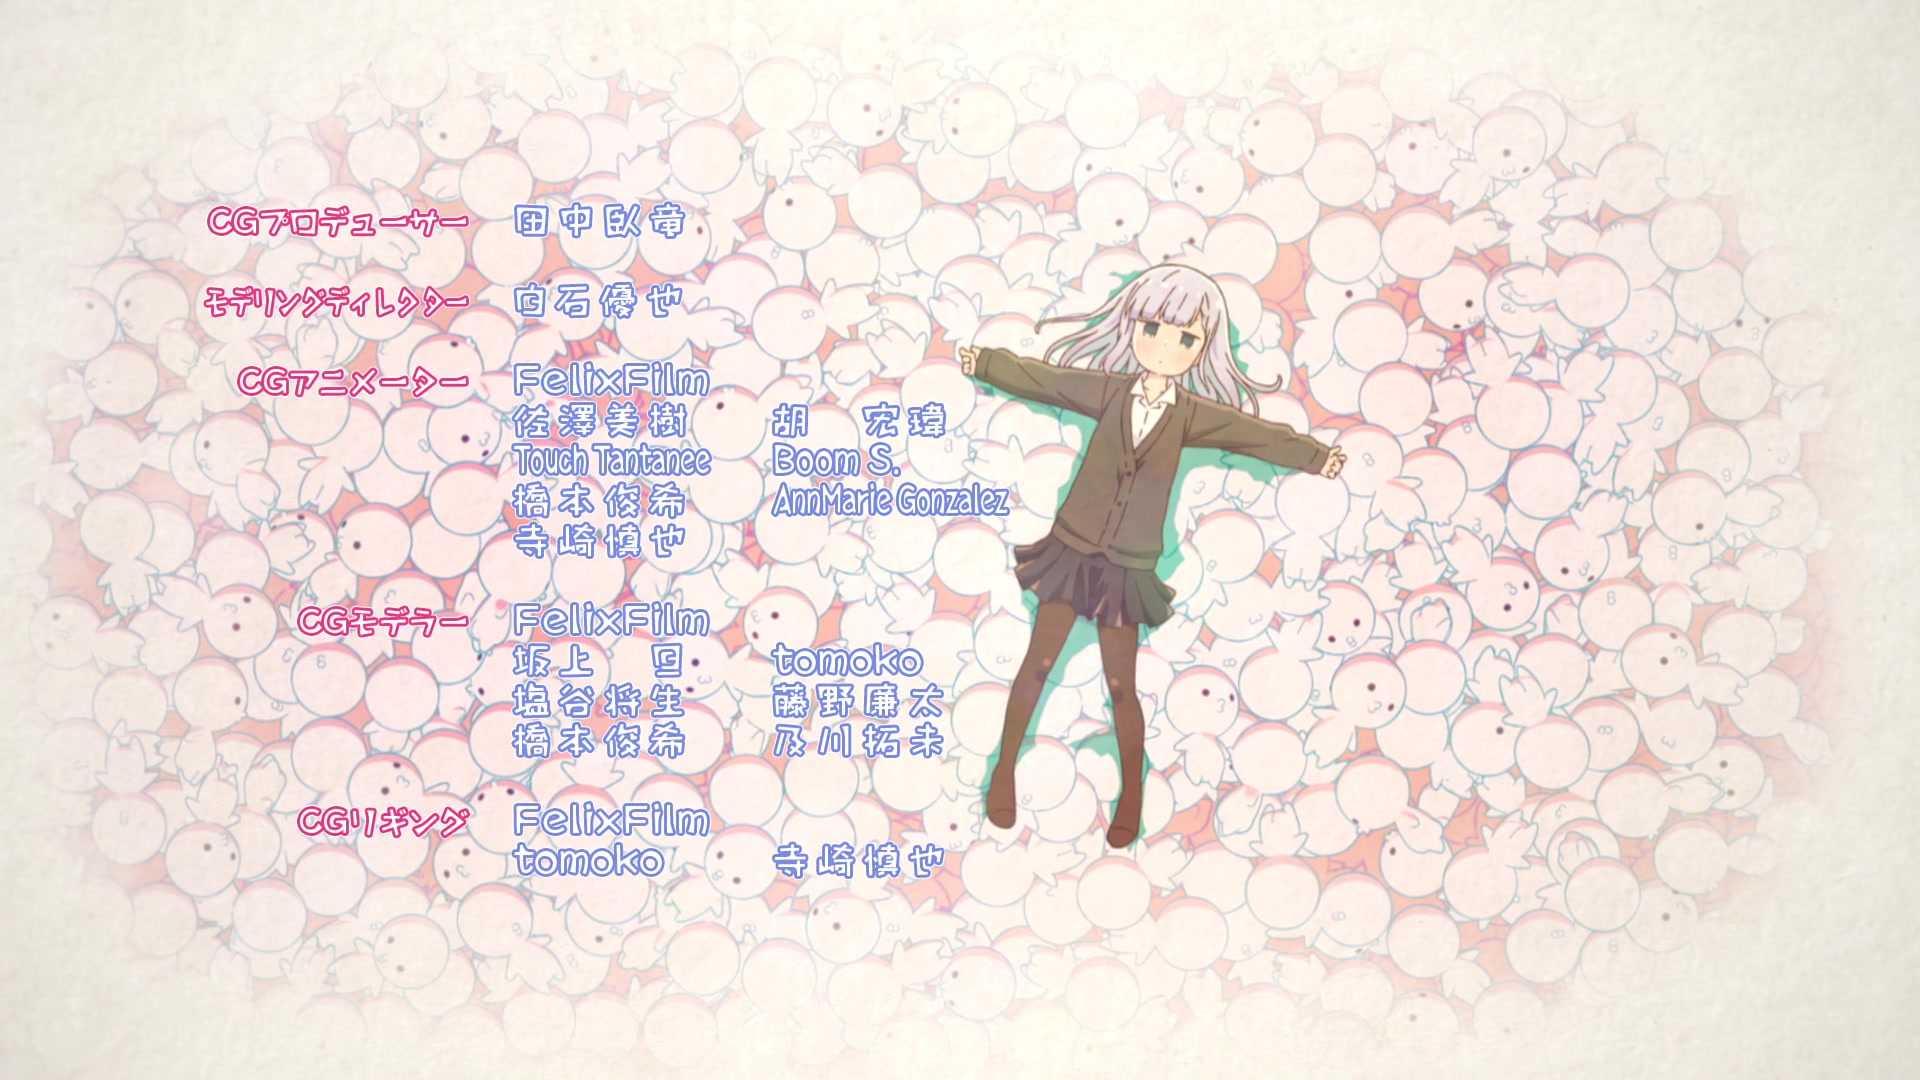 CGプロデューサー 田中臥竜
モデリングディレクター 白石優也
CGアニメーター FelixFilm
佐澤美樹 胡 宏瑋
Touch Tantanee Boom S.
橋本俊希 AnnMarie Gonzalez
寺崎慎也
CGモデラー FelixFilm
坂上 旦 tomoko
塩谷将生 藤野廉太
橋本俊希 及川拓未
CGリギング FelixFilm
tomoko 寺崎慎也